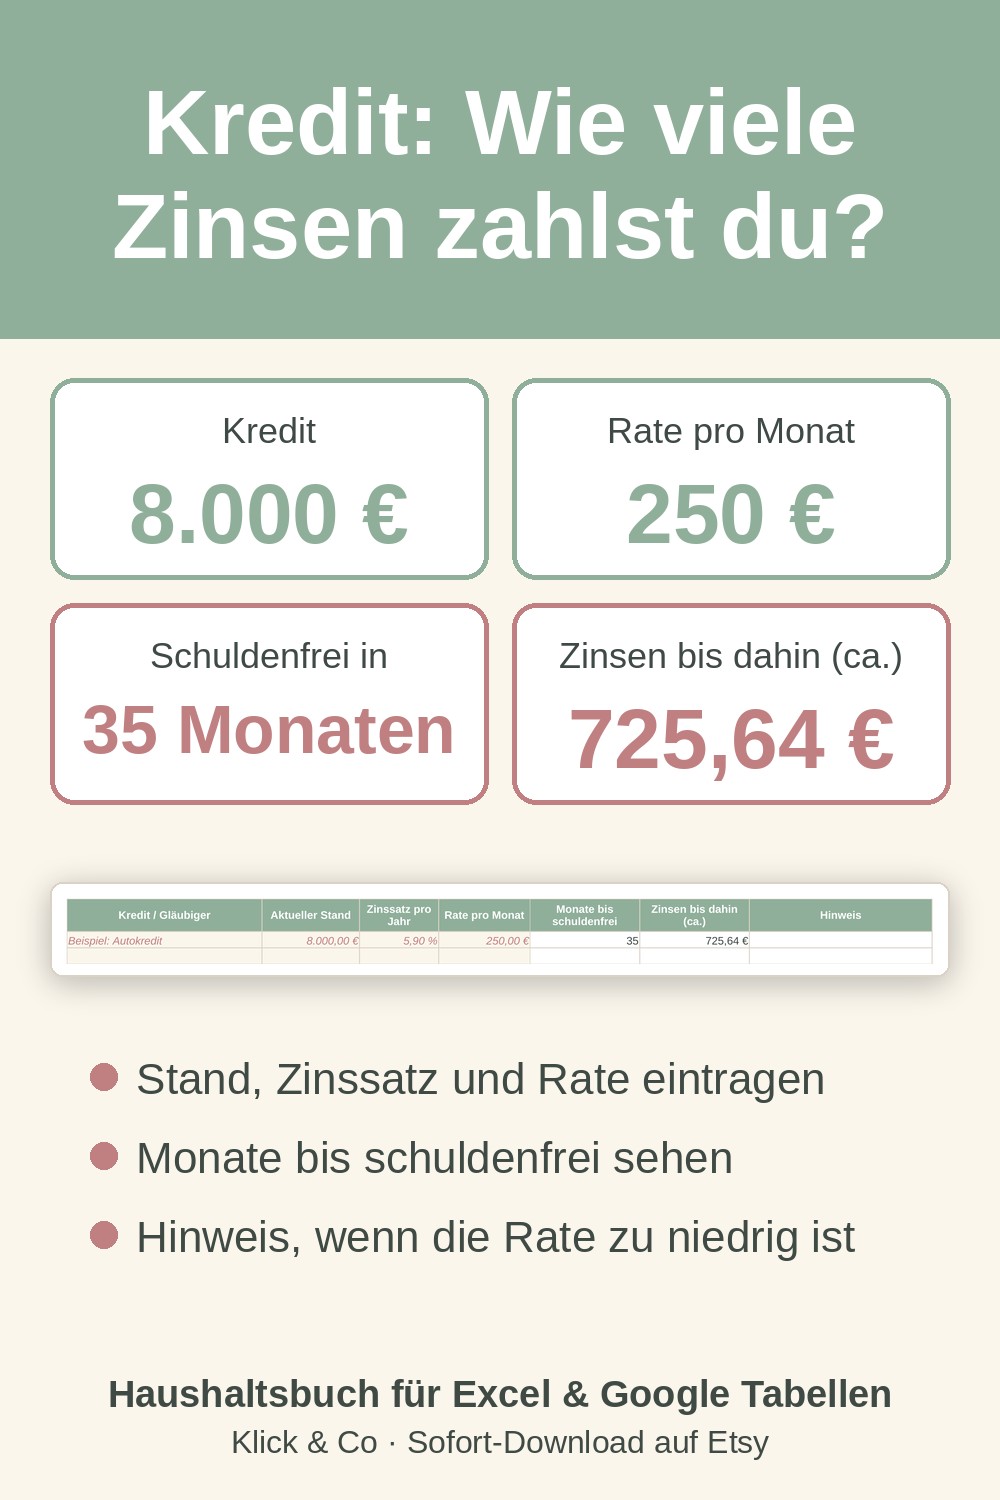 Kredit: Wie viele
Zinsen zahlst du?
Kredit
8.000 €
Rate pro Monat
250 €
Schuldenfrei in
35 Monaten
Zinsen bis dahin (ca.)
725,64 €
Kredit / Gläubiger Aktueller Stand Zinssatz pro Jahr Rate pro Monat Monate bis schuldenfrei Zinsen bis dahin (ca.) Hinweis
Beispiel: Autokredit 8.000,00 € 5,90 % 250,00 € 35 725,64 €
Stand, Zinssatz und Rate eintragen
Monate bis schuldenfrei sehen
Hinweis, wenn die Rate zu niedrig ist
Haushaltsbuch für Excel & Google Tabellen
Klick & Co · Sofort-Download auf Etsy